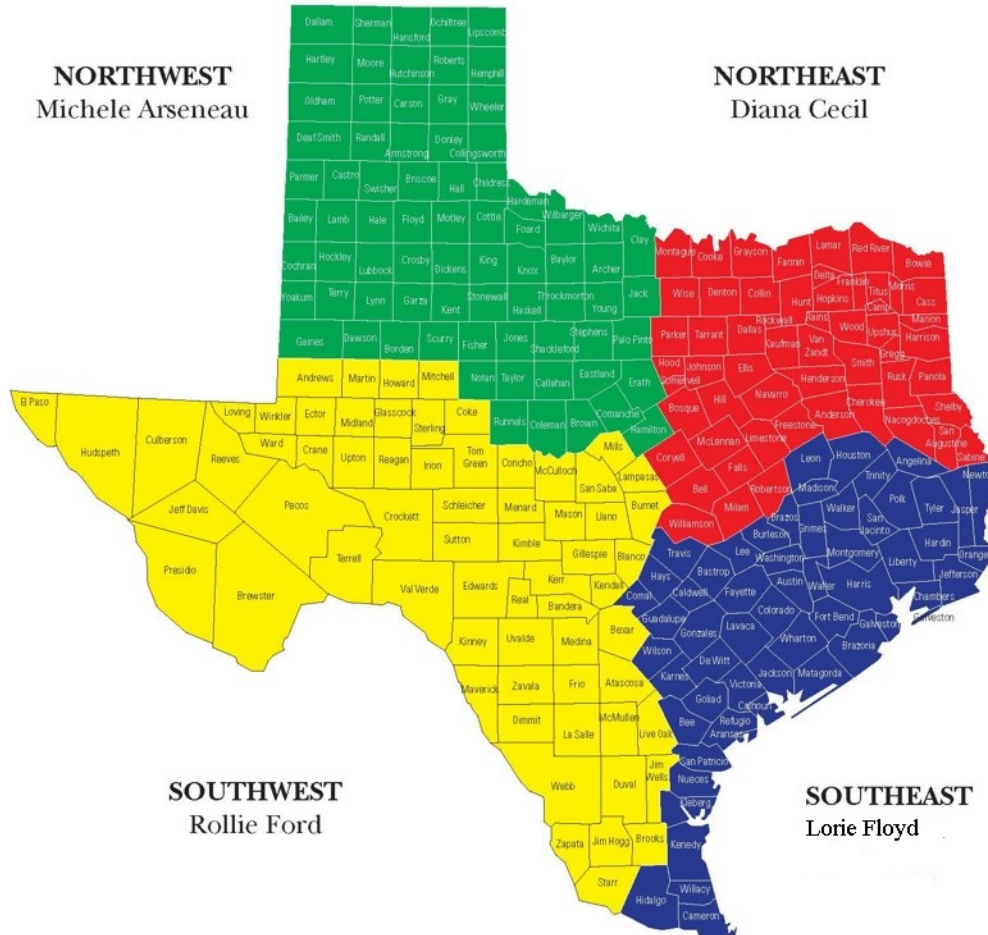 NORTHWEST
Michele Arseneau
NORTHEAST
Diana Cecil
SOUTHWEST
Rollie Ford
SOUTHEAST
Lorie Floyd
Dallam Sherman Hansford Ochiltree Lipscomb
Hartley Moore Hutchinson Roberts Hemphill
Oldham Potter Carson Gray Wheeler
Deaf Smith Randall Armstrong Donley Collingsworth
Parmer Castro Swisher Briscoe Hall Childress
Hardeman
Bailey Lamb Hale Floyd Motley Cottle Foard Wilbarger Wichita Clay
Cochran Hockley Lubbock Crosby Dickens King Knox Baylor Archer
Yoakum Terry Lynn Garza Kent Stonewall Haskell Throckmorton Young Jack
Gaines Dawson Borden Scurry Fisher Jones Shackleford Stephens Palo Pinto
Nolan Taylor Callahan Eastland Erath
Runnels Coleman Brown Comanche Hamilton
Montague Cooke Grayson Fannin Lamar Red River Bowie
Wise Denton Collin Hunt Delta Hopkins Franklin Titus Morris Cass
Camp Marion
Parker Tarrant Dallas Rockwall Kaufman Rains Van Zandt Wood Upshur Harrison
Gregg
Hood Somervell Johnson Ellis Henderson Smith Rusk Panola
Bosque Hill Navarro Anderson Cherokee Nacogdoches Shelby
Freestone San Augustine Sabine
Coryell McLennan Limestone
Bell Falls Robertson
Williamson Milam
Andrews Martin Howard Mitchell
El Paso Loving Winkler Ector Midland Glasscock Sterling Coke
Hudspeth Culberson Reeves Ward Crane Upton Reagan Irion Tom Green Concho McCulloch Mills
San Saba Lampasas
Jeff Davis Pecos Crockett Schleicher Menard Mason Llano Burnet
Presidio Brewster Terrell Sutton Kimble Gillespie Blanco
Val Verde Edwards Real Kerr Kendall
Bandera
Kinney Uvalde Medina Bexar
Maverick Zavala Frio Atascosa
Dimmit La Salle McMullen Live Oak
Webb Duval Jim Wells
Zapata Jim Hogg Brooks
Starr
Leon Houston Angelina Newton
Madison Trinity
Walker Polk Tyler Jasper
Brazos Grimes San Jacinto
Burleson Hardin
Travis Lee Washington Montgomery Liberty Orange
Hays Bastrop Jefferson
Comal Caldwell Fayette Austin Waller Harris Chambers
Guadalupe Gonzales Lavaca Colorado Fort Bend Galveston Galveston
Wilson De Witt Wharton Brazoria
Karnes Victoria Jackson Matagorda
Goliad Calhoun
Bee Refugio
Aransas
San Patricio
Nueces
Kleberg
Kenedy
Willacy
Hidalgo
Cameron